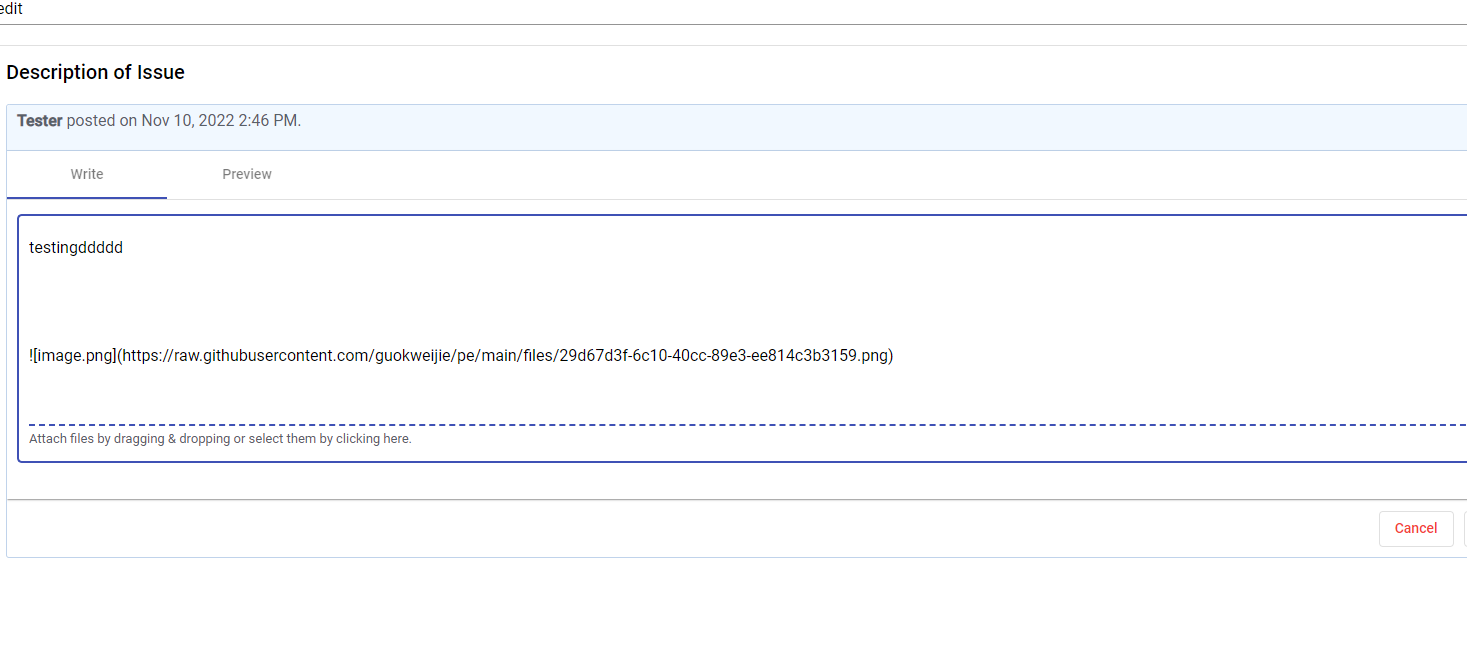 edit
Description of Issue
Tester posted on Nov 10, 2022 2:46 PM.
Write Preview
testingddddd
![image.png](https://raw.githubusercontent.com/guokweijie/pe/main/files/29d67d3f-6c10-40cc-89e3-ee814c3b3159.png)
Attach files by dragging & dropping or select them by clicking here.
Cancel